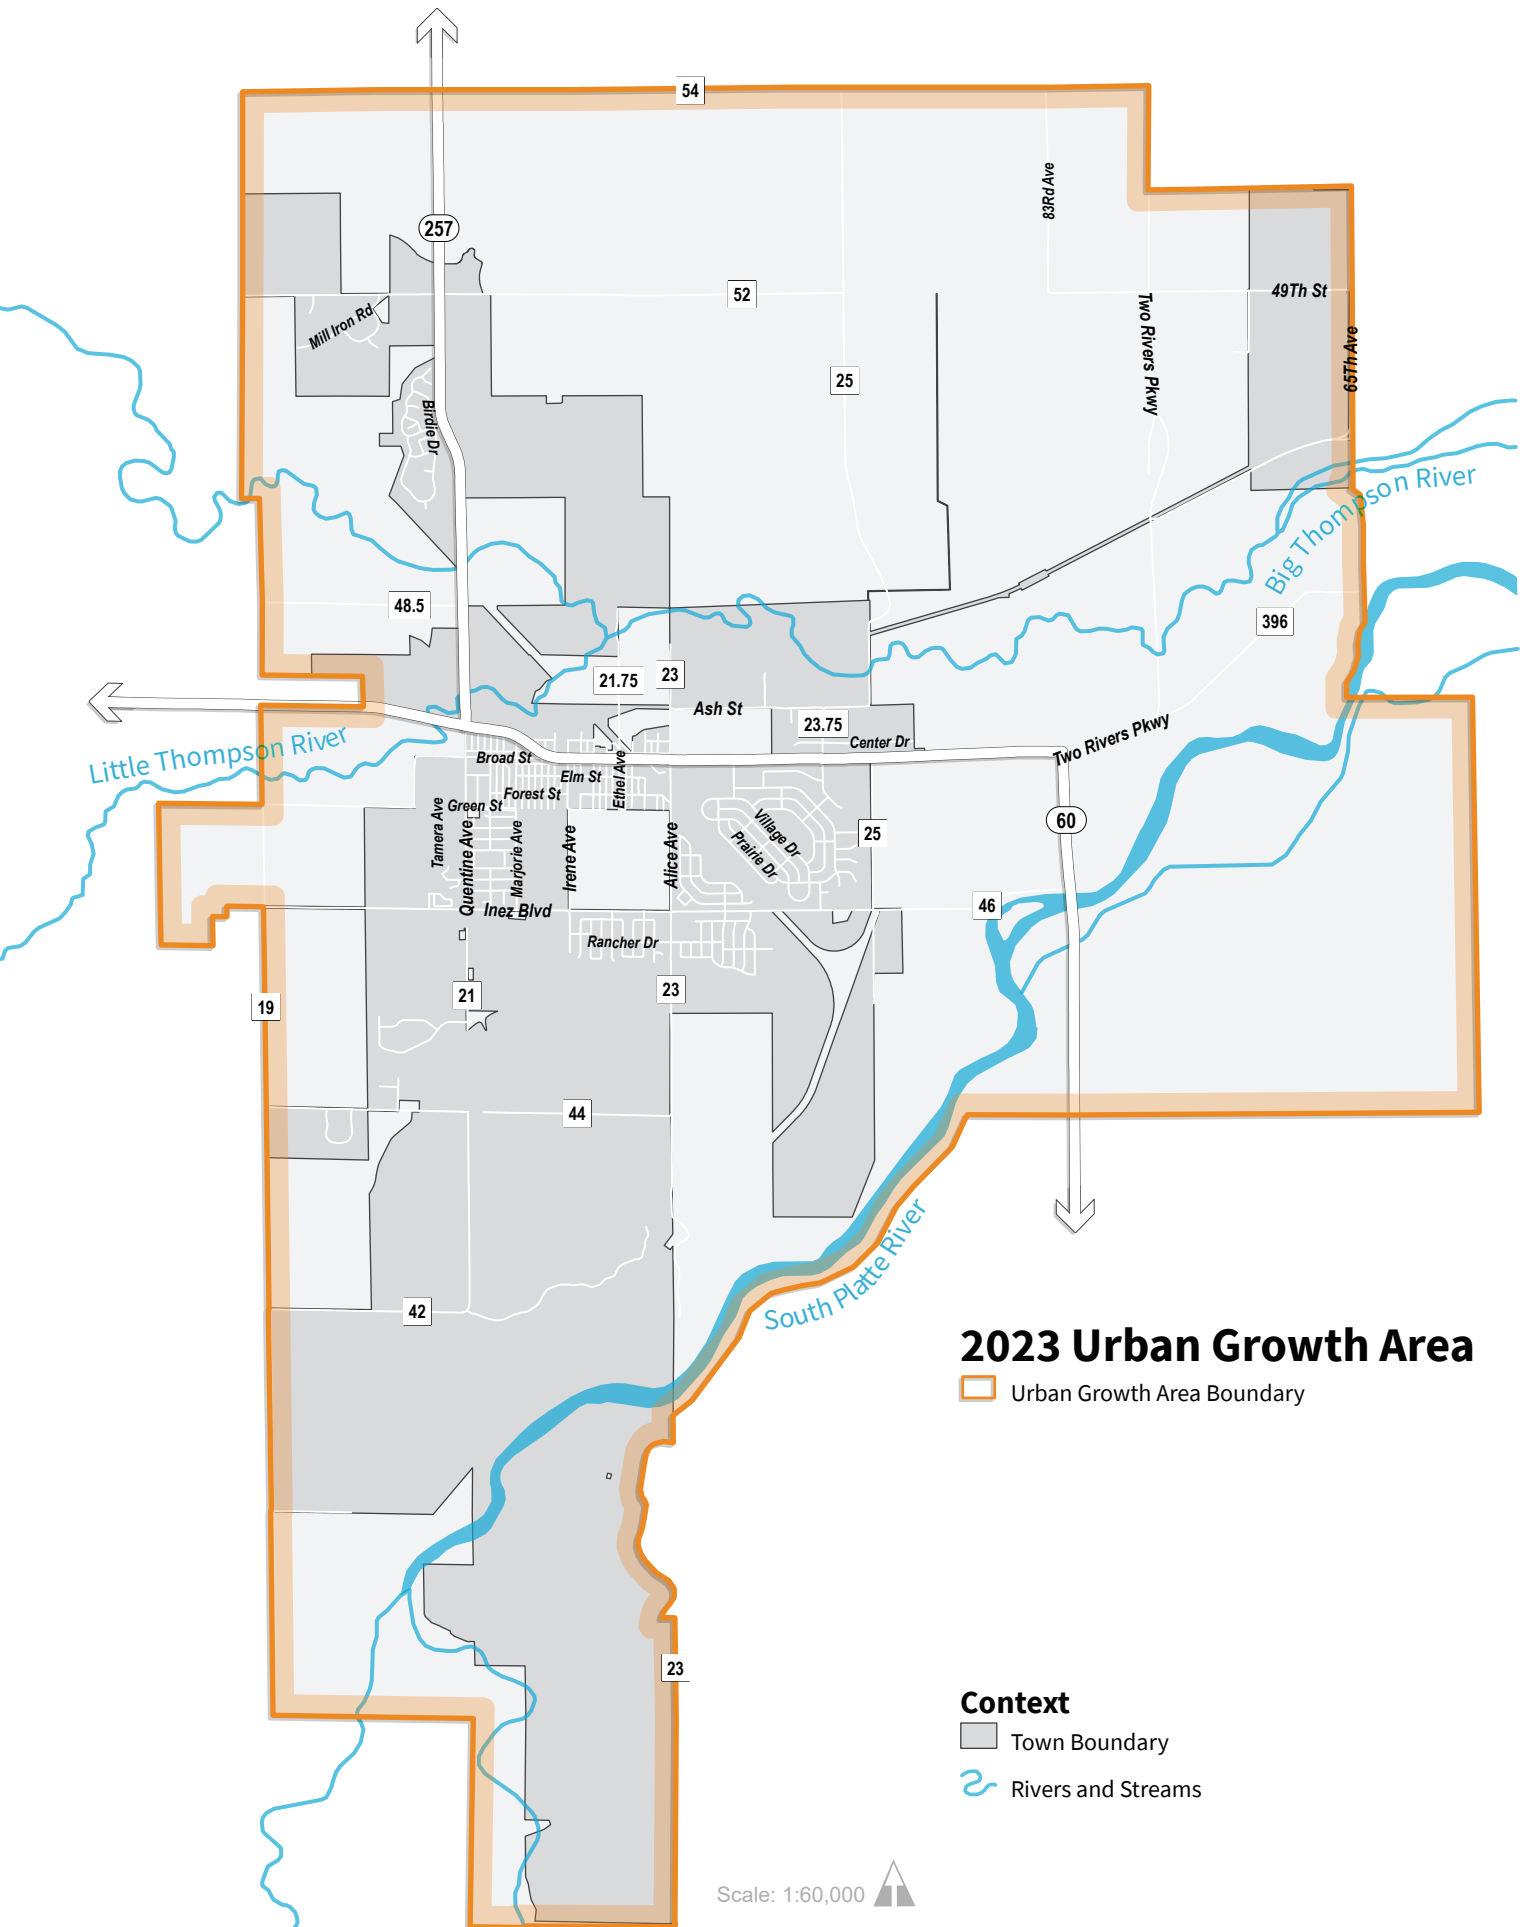 54
83Rd Ave
257
49Th St
52
Mill Iron Rd
Two Rivers Pkwy
65Th Ave
25
Birdie Dr
Big Thompson River
48.5
396
21.75
23
Ash St
23.75
Little Thompson River
Center Dr
Two Rivers Pkwy
Broad St
Elm St
Ethel Ave
Forest St
Green St
Tamera Ave
Quentine Ave
Marjorie Ave
Irene Ave
Alice Ave
Village Dr
Prairie Dr
25
60
46
Inez Blvd
Rancher Dr
21
23
19
44
42
South Platte River
2023 Urban Growth Area
Urban Growth Area Boundary
23
Context
Town Boundary
Rivers and Streams
Scale: 1:60,000